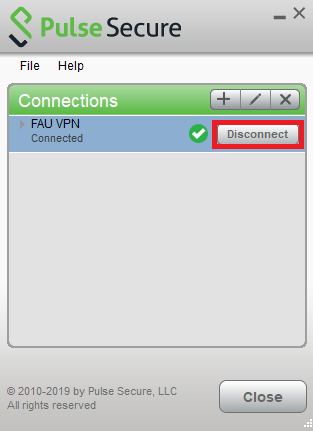 Pulse Secure
File Help
Connections
FAU VPN
Connected
Disconnect
© 2010-2019 by Pulse Secure, LLC
All rights reserved
Close